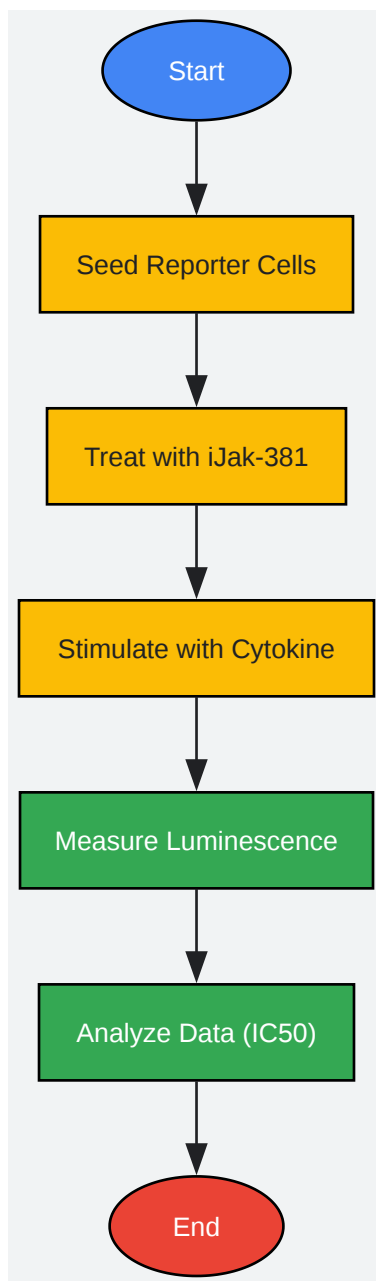 Start
Seed Reporter Cells
Treat with iJak-381
Stimulate with Cytokine
Measure Luminescence
Analyze Data (IC50)
End